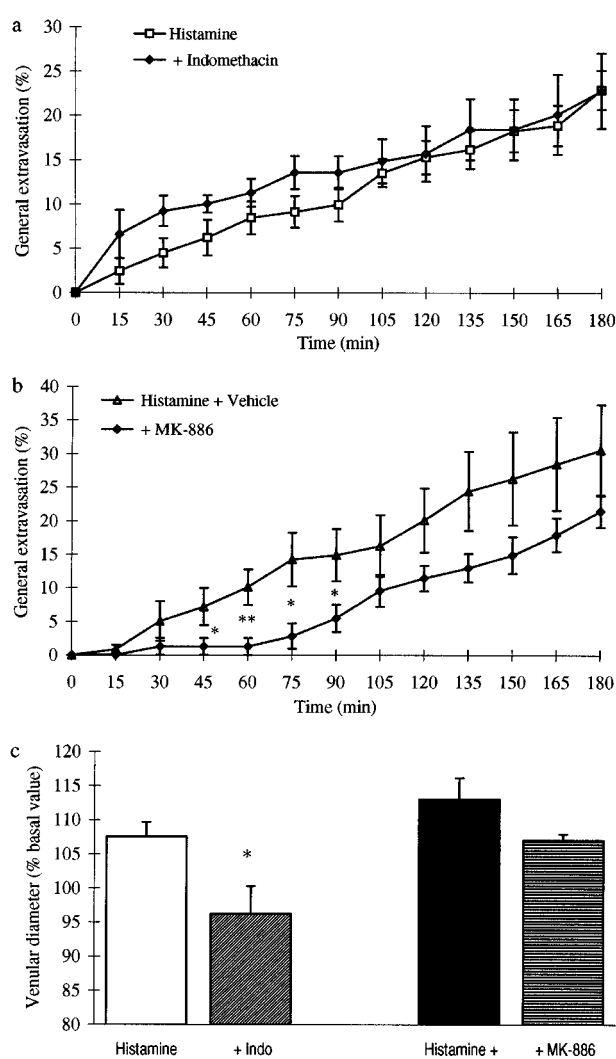 a
Histamine
+ Indomethacin
General extravasation (%)
30
25
20
15
10
5
0
0 15 30 45 60 75 90 105 120 135 150 165 180
Time (min)
b
Histamine + Vehicle
+ MK-886
General extravasation (%)
40
35
30
25
20
15
10
5
0
* ** * *
0 15 30 45 60 75 90 105 120 135 150 165 180
Time (min)
c
Venular diameter (% basal value)
120
115
110
105
100
95
90
85
80
*
Histamine + Indo Histamine + + MK-886